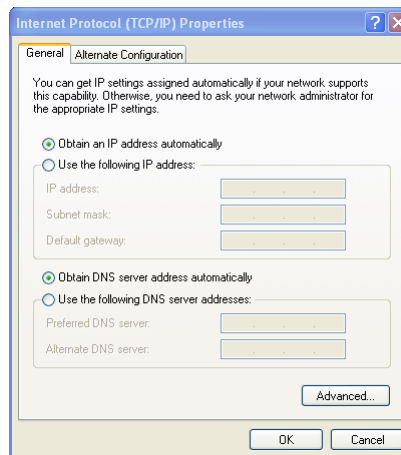 Internet Protocol (TCP/IP) Properties
General
Alternate Configuration
You can get IP settings assigned automatically if your network supports
this capability. Otherwise, you need to ask your network administrator for
the appropriate IP settings.
Obtain an IP address automatically
Use the following IP address:
IP address:
Subnet mask:
Default gateway:
Obtain DNS server address automatically
Use the following DNS server addresses:
Preferred DNS server:
Alternate DNS server:
Advanced...
OK
Cancel